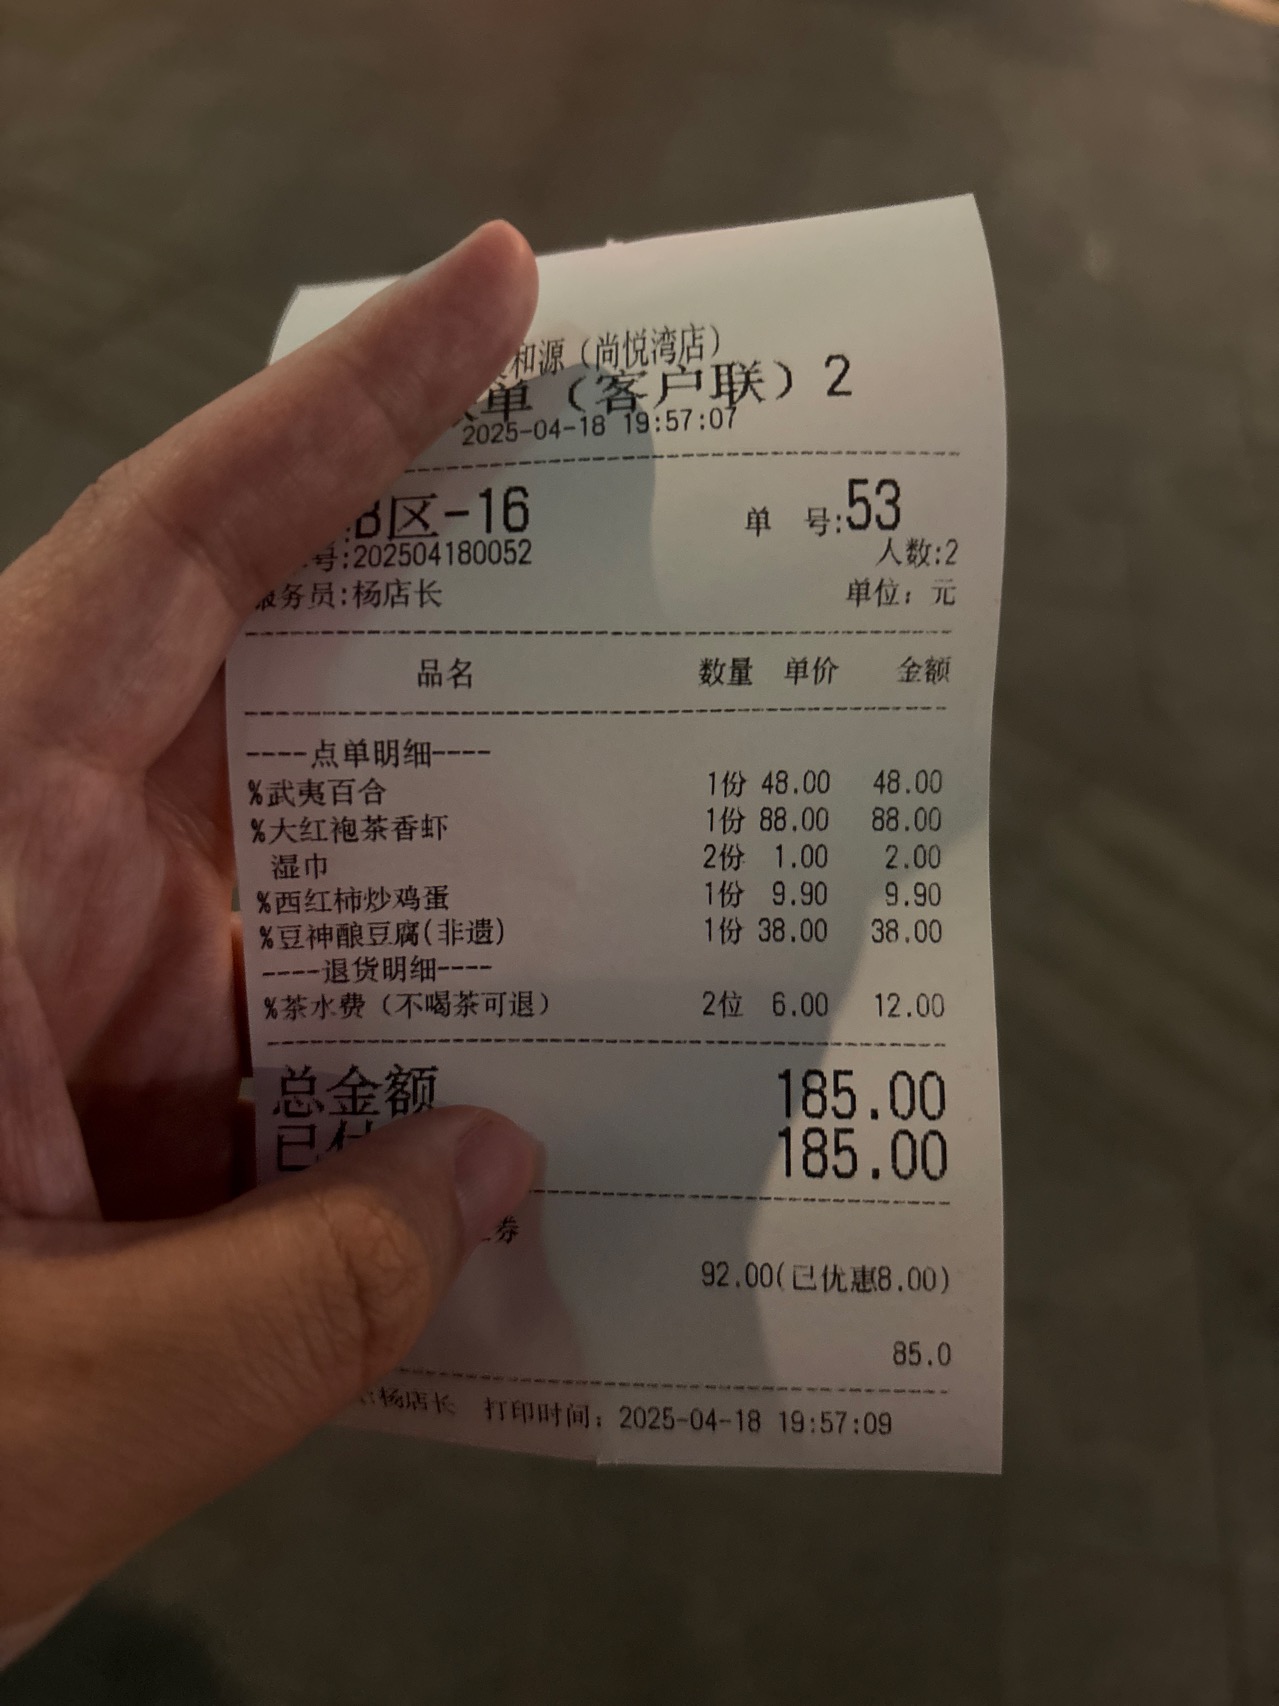 和源（尚悦湾店）
单（客户联）2
2025-04-18 19:57:07
B区-16 单 号:53
号:202504180052 人数:2
服务员:杨店长 单位：元
品名 数量 单价 金额
----点单明细----
%武夷百合 1份 48.00 48.00
%大红袍茶香虾 1份 88.00 88.00
湿巾 2份 1.00 2.00
%西红柿炒鸡蛋 1份 9.90 9.90
%豆神酿豆腐(非遗) 1份 38.00 38.00
----退货明细----
%茶水费（不喝茶可退） 2位 6.00 12.00
总金额 185.00
已付 185.00
券
92.00(已优惠8.00)
85.0
:杨店长 打印时间：2025-04-18 19:57:09